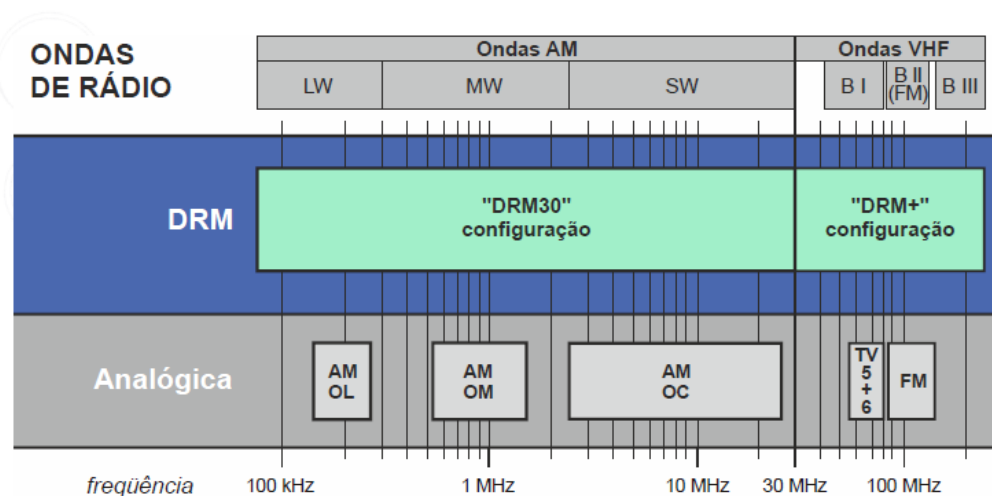 ONDAS
DE RÁDIO
Ondas AM
Ondas VHF
LW
MW
SW
B I
B II
(FM)
B III
DRM
"DRM30"
configuração
"DRM+"
configuração
Analógica
AM
OL
AM
OM
AM
OC
TV
5
+
6
FM
freqüência
100 kHz
1 MHz
10 MHz
30 MHz
100 MHz